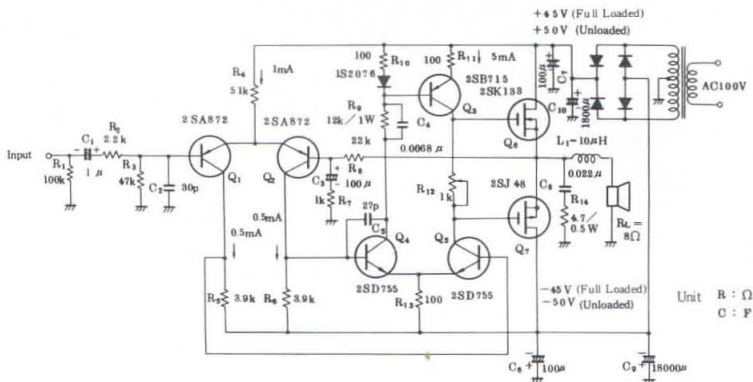 +45V (Full Loaded)
+50V (Unloaded)
100
R10
100
R11
5mA
2SB715
2SK133
100μ
C7
AC100V
R4
51k
1mA
1S2076
Q3
C10
1800μ
R9
12k/1W
C4
Q6
L1=10μH
2SA872
2SA872
22k
0.0068μ
R2
2.2k
C1
Input
1μ
R1
100k
R3
47k
C2
30p
Q1
Q2
R8
C3
100μ
R7
1k
R12
1k
2SJ48
C6
0.022μ
R14
4.7/
0.5W
RL=
8Ω
27p
C5
Q4
Q5
Q7
0.5mA
0.5mA
2SD755
2SD755
R5
3.9k
R6
3.9k
R13
100
-45V (Full Loaded)
-50V (Unloaded)
Unit R : Ω
C : F
C8
100μ
C9
18000μ